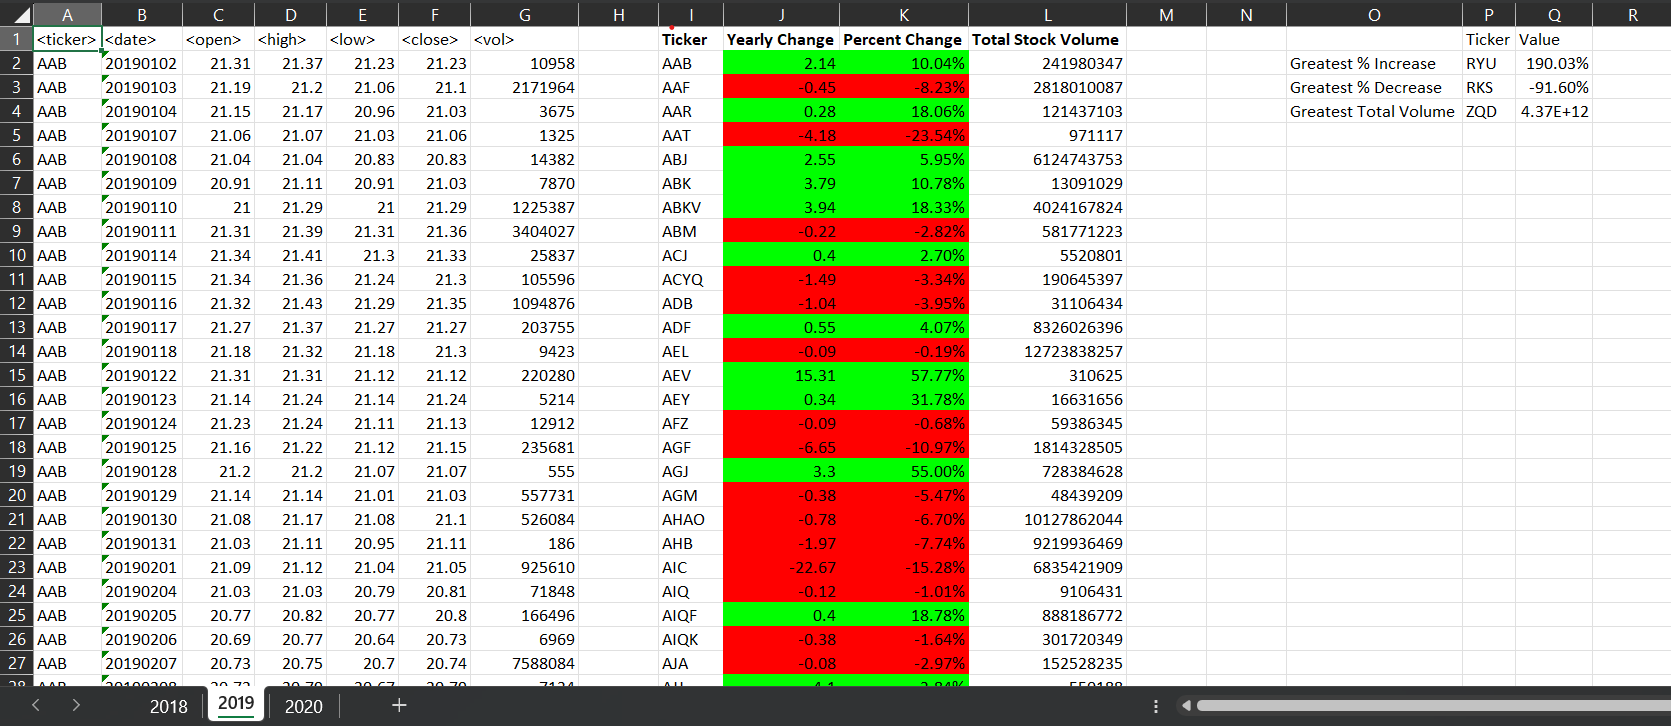 A B C D E F G H I J K L M N O P Q R
1 <ticker> <date> <open> <high> <low> <close> <vol> Ticker Yearly Change Percent Change Total Stock Volume Ticker Value
2 AAB 20190102 21.31 21.37 21.23 21.23 10958 AAB 2.14 10.04% 241980347 Greatest % Increase RYU 190.03%
3 AAB 20190103 21.19 21.2 21.06 21.1 2171964 AAF -0.45 -8.23% 2818010087 Greatest % Decrease RKS -91.60%
4 AAB 20190104 21.15 21.17 20.96 21.03 3675 AAR 0.28 18.06% 121437103 Greatest Total Volume ZQD 4.37E+12
5 AAB 20190107 21.06 21.07 21.03 21.06 1325 AAT -4.18 -23.54% 971117
6 AAB 20190108 21.04 21.04 20.83 20.83 14382 ABJ 2.55 5.95% 6124743753
7 AAB 20190109 20.91 21.11 20.91 21.03 7870 ABK 3.79 10.78% 13091029
8 AAB 20190110 21 21.29 21 21.29 1225387 ABKV 3.94 18.33% 4024167824
9 AAB 20190111 21.31 21.39 21.31 21.36 3404027 ABM -0.22 -2.82% 581771223
10 AAB 20190114 21.34 21.41 21.3 21.33 25837 ACJ 0.4 2.70% 5520801
11 AAB 20190115 21.34 21.36 21.24 21.3 105596 ACYQ -1.49 -3.34% 190645397
12 AAB 20190116 21.32 21.43 21.29 21.35 1094876 ADB -1.04 -3.95% 31106434
13 AAB 20190117 21.27 21.37 21.27 21.27 203755 ADF 0.55 4.07% 8326026396
14 AAB 20190118 21.18 21.32 21.18 21.3 9423 AEL -0.09 -0.19% 12723838257
15 AAB 20190122 21.31 21.31 21.12 21.12 220280 AEV 15.31 57.77% 310625
16 AAB 20190123 21.14 21.24 21.14 21.24 5214 AEY 0.34 31.78% 16631656
17 AAB 20190124 21.23 21.24 21.11 21.13 12912 AFZ -0.09 -0.68% 59386345
18 AAB 20190125 21.16 21.22 21.12 21.15 235681 AGF -6.65 -10.97% 1814328505
19 AAB 20190128 21.2 21.2 21.07 21.07 555 AGJ 3.3 55.00% 728384628
20 AAB 20190129 21.14 21.14 21.01 21.03 557731 AGM -0.38 -5.47% 48439209
21 AAB 20190130 21.08 21.17 21.08 21.1 526084 AHAO -0.78 -6.70% 10127862044
22 AAB 20190131 21.03 21.11 20.95 21.11 186 AHB -1.97 -7.74% 9219936469
23 AAB 20190201 21.09 21.12 21.04 21.05 925610 AIC -22.67 -15.28% 6835421909
24 AAB 20190204 21.03 21.03 20.79 20.81 71848 AIQ -0.12 -1.01% 9106431
25 AAB 20190205 20.77 20.82 20.77 20.8 166496 AIQF 0.4 18.78% 888186772
26 AAB 20190206 20.69 20.77 20.64 20.73 6969 AIQK -0.38 -1.64% 301720349
27 AAB 20190207 20.73 20.75 20.7 20.74 7588084 AJA -0.08 -2.97% 152528235
2018 2019 2020